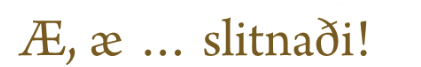 Æ, æ … slitnaði!